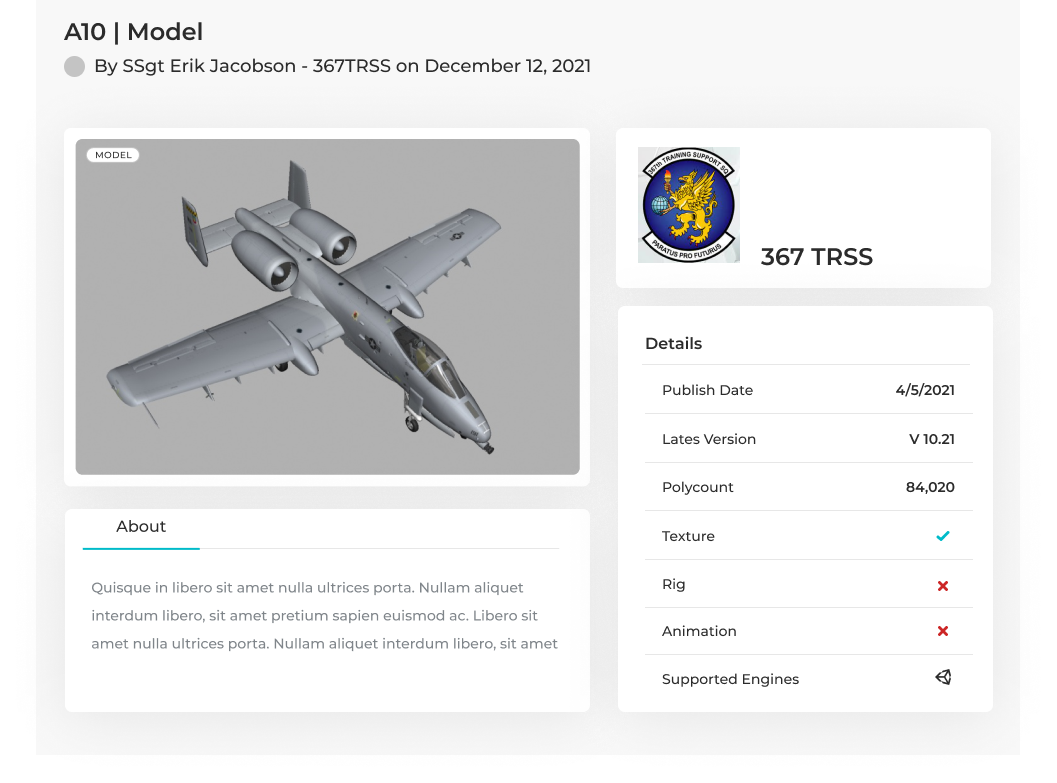 A10 | Model
By SSgt Erik Jacobson - 367TRSS on December 12, 2021
MODEL
367th TRAINING SUPPORT SQ
PARATUS PRO FUTURUS
367 TRSS
Details
Publish Date 4/5/2021
Lates Version V 10.21
Polycount 84,020
Texture
Rig
Animation
Supported Engines
About
Quisque in libero sit amet nulla ultrices porta. Nullam aliquet
interdum libero, sit amet pretium sapien euismod ac. Libero sit
amet nulla ultrices porta. Nullam aliquet interdum libero, sit amet